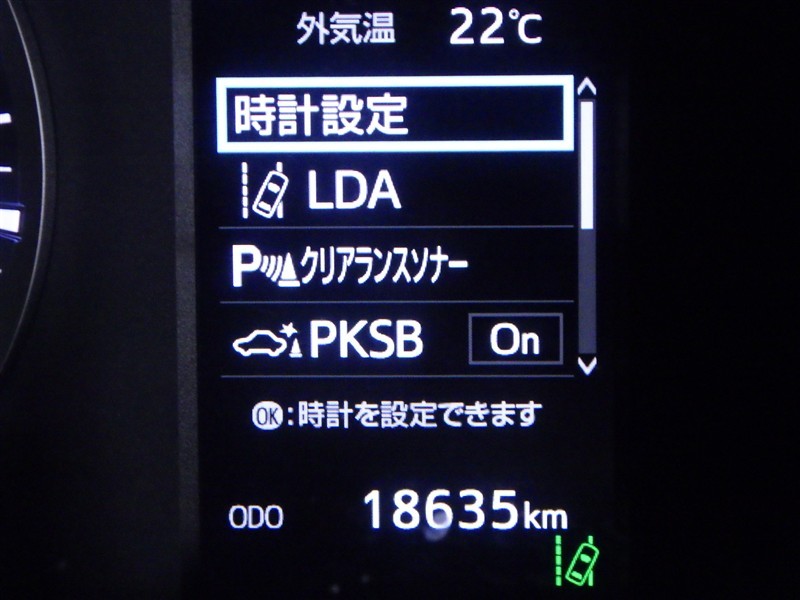 外気温 22℃
時計設定
LDA
Pクリアランスソナー
PKSB On
OK:時計を設定できます
ODO 18635km